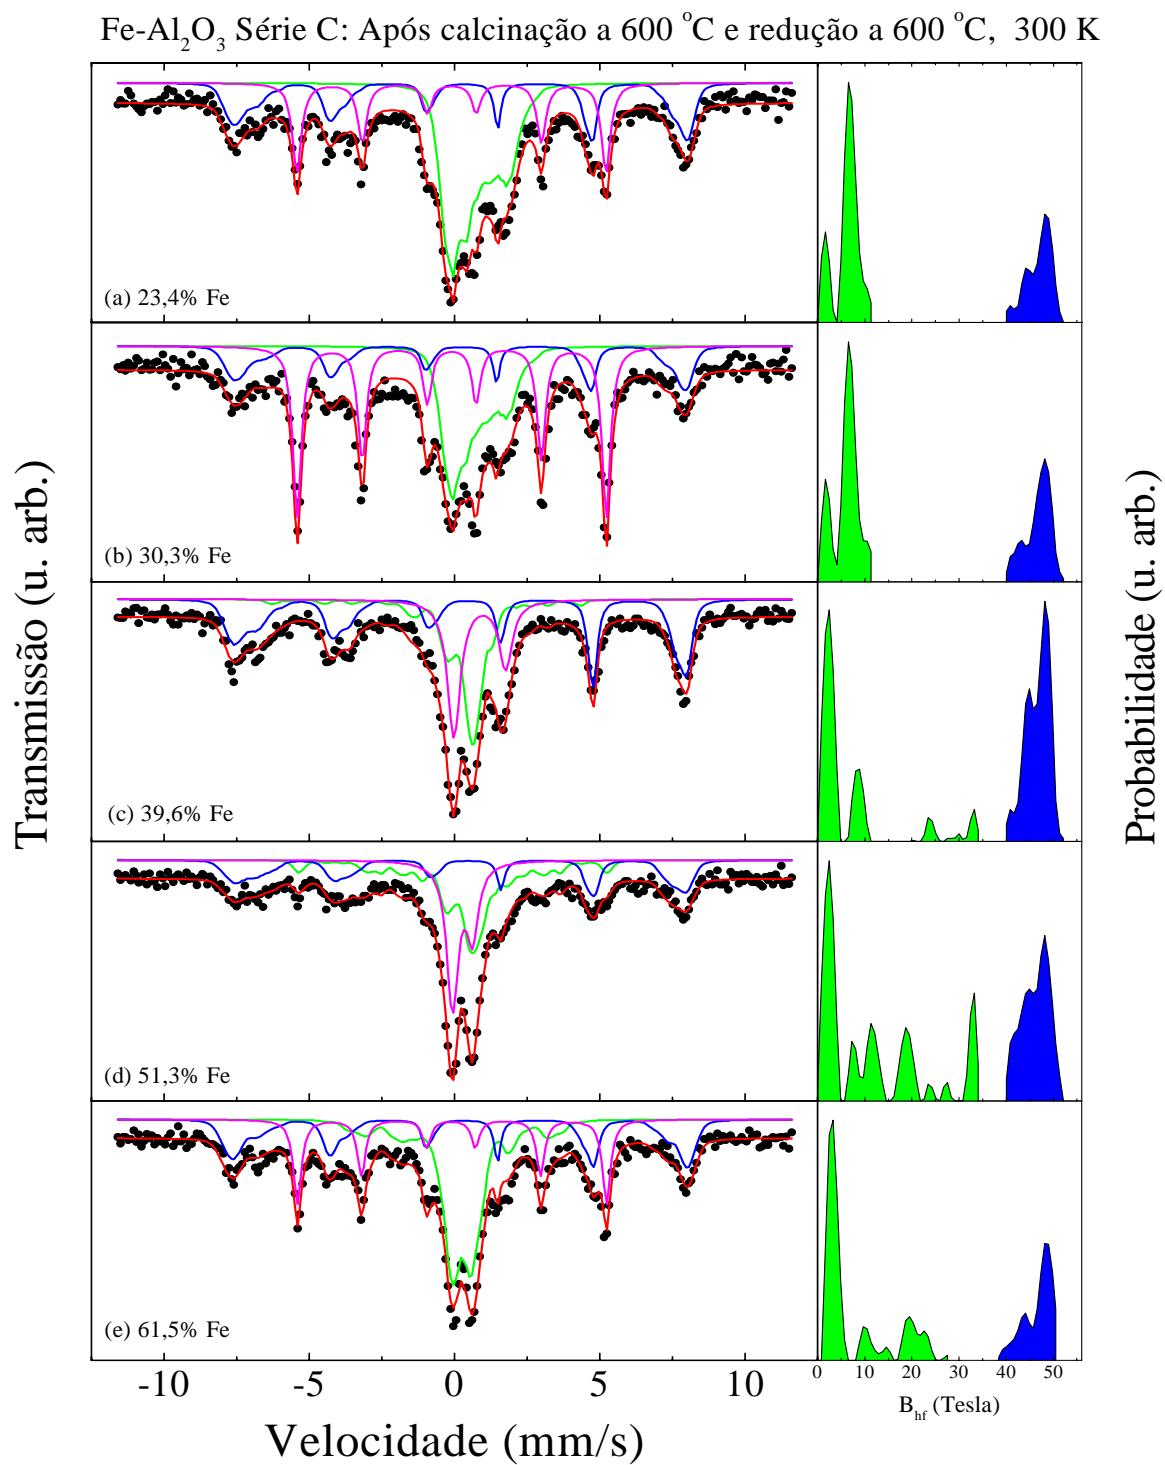 Fe-Al₂O₃ Série C: Após calcinação a 600 °C e redução a 600 °C, 300 K
Transmissão (u. arb.)
(a) 23,4% Fe
(b) 30,3% Fe
(c) 39,6% Fe
(d) 51,3% Fe
(e) 61,5% Fe
-10 -5 0 5 10
Velocidade (mm/s)
0 10 20 30 40 50
B_hf (Tesla)
Probabilidade (u. arb.)